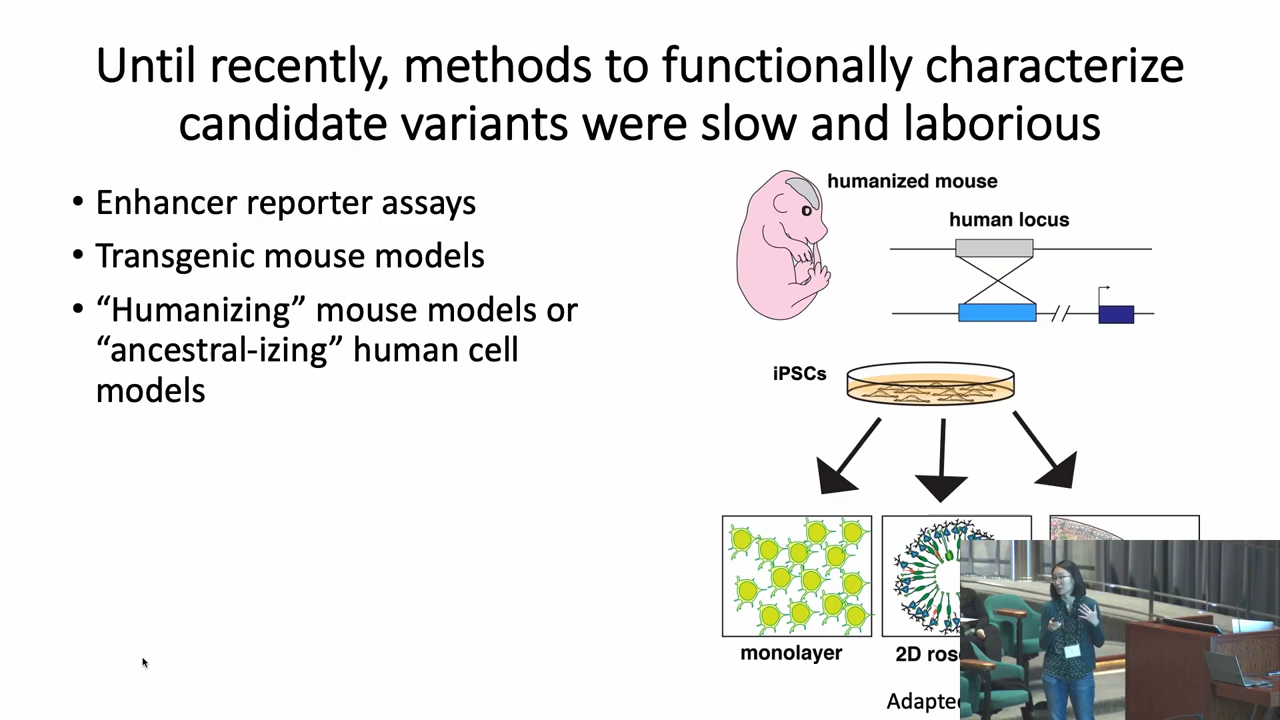 Until recently, methods to functionally characterize
candidate variants were slow and laborious
• Enhancer reporter assays
• Transgenic mouse models
• “Humanizing” mouse models or
“ancestral-izing” human cell
models
humanized mouse
human locus
iPSCs
monolayer
2D